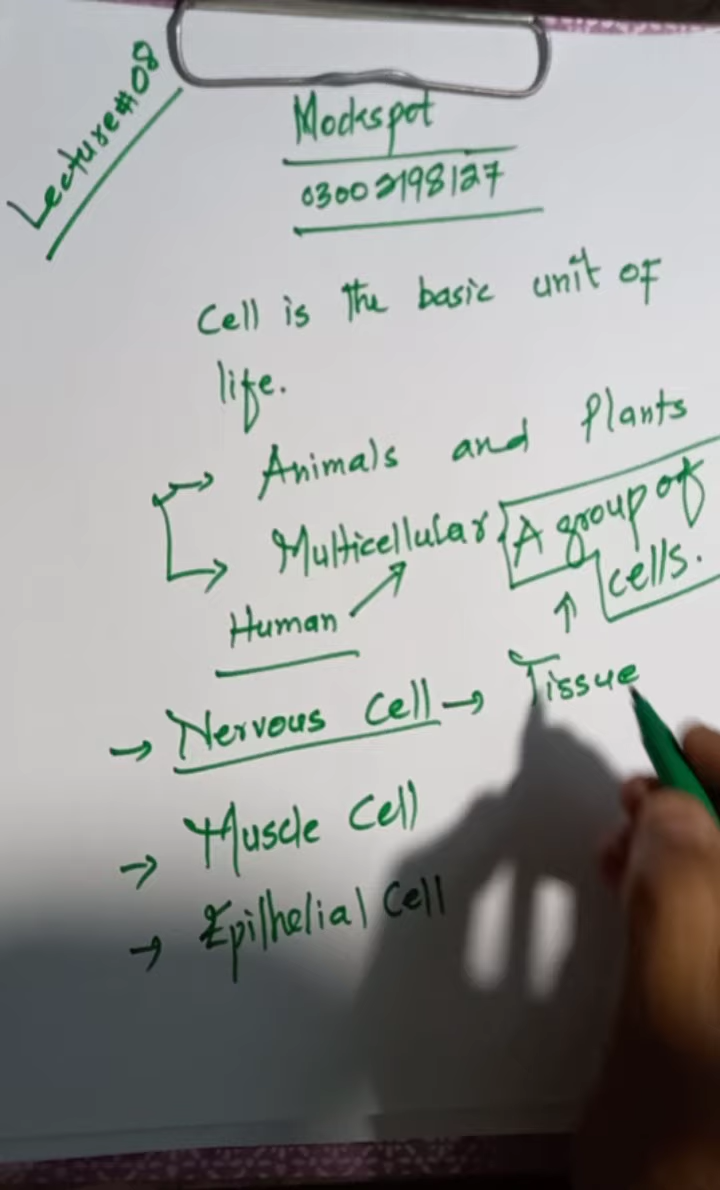 Lecture#08
Mockspot
03002198127
Cell is the basic unit of
life.
→ Animals and Plants
→ Multicellular A group of
cells.
Human
→ Nervous Cell → Tissue
→ Muscle Cell
→ Epithelial Cell